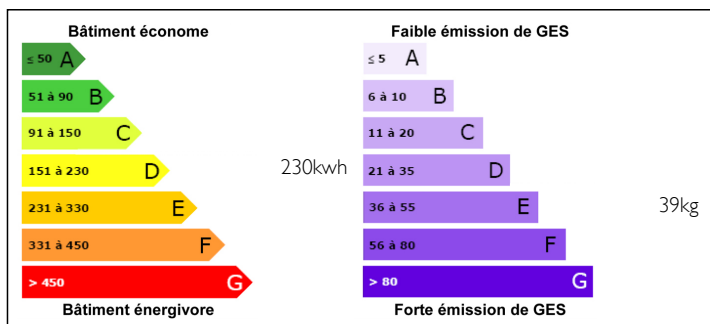 Bâtiment économe
≤ 50 A
51 à 90 B
91 à 150 C
151 à 230 D
230kwh
231 à 330 E
331 à 450 F
> 450 G
Bâtiment énergivore
Faible émission de GES
≤ 5 A
6 à 10 B
11 à 20 C
21 à 35 D
36 à 55 E
39kg
56 à 80 F
> 80 G
Forte émission de GES